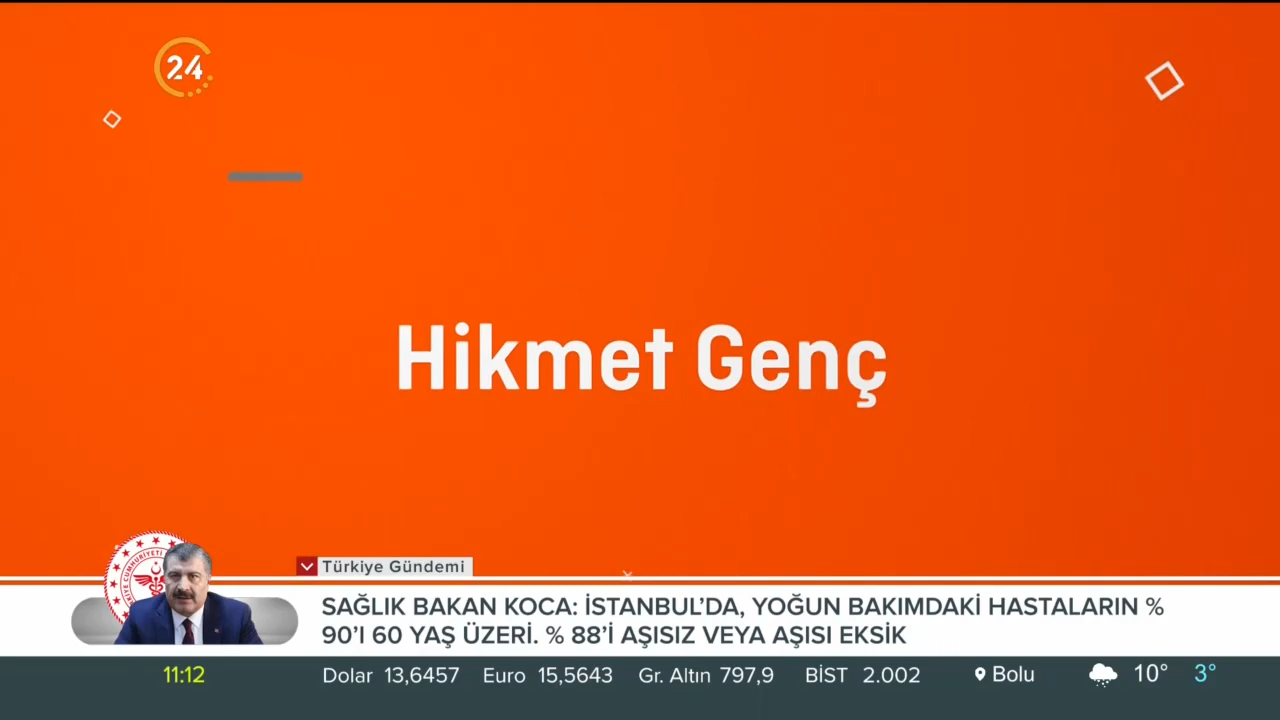 24
Hikmet Genç
Türkiye Gündemi
SAĞLIK BAKAN KOCA: İSTANBUL'DA, YOĞUN BAKIMDAKİ HASTALARIN %
90'I 60 YAŞ ÜZERİ. % 88'İ AŞISIZ VEYA AŞISI EKSİK
11:12 Dolar 13,6457 Euro 15,5643 Gr. Altın 797,9 BİST 2.002 Bolu 10° 3°